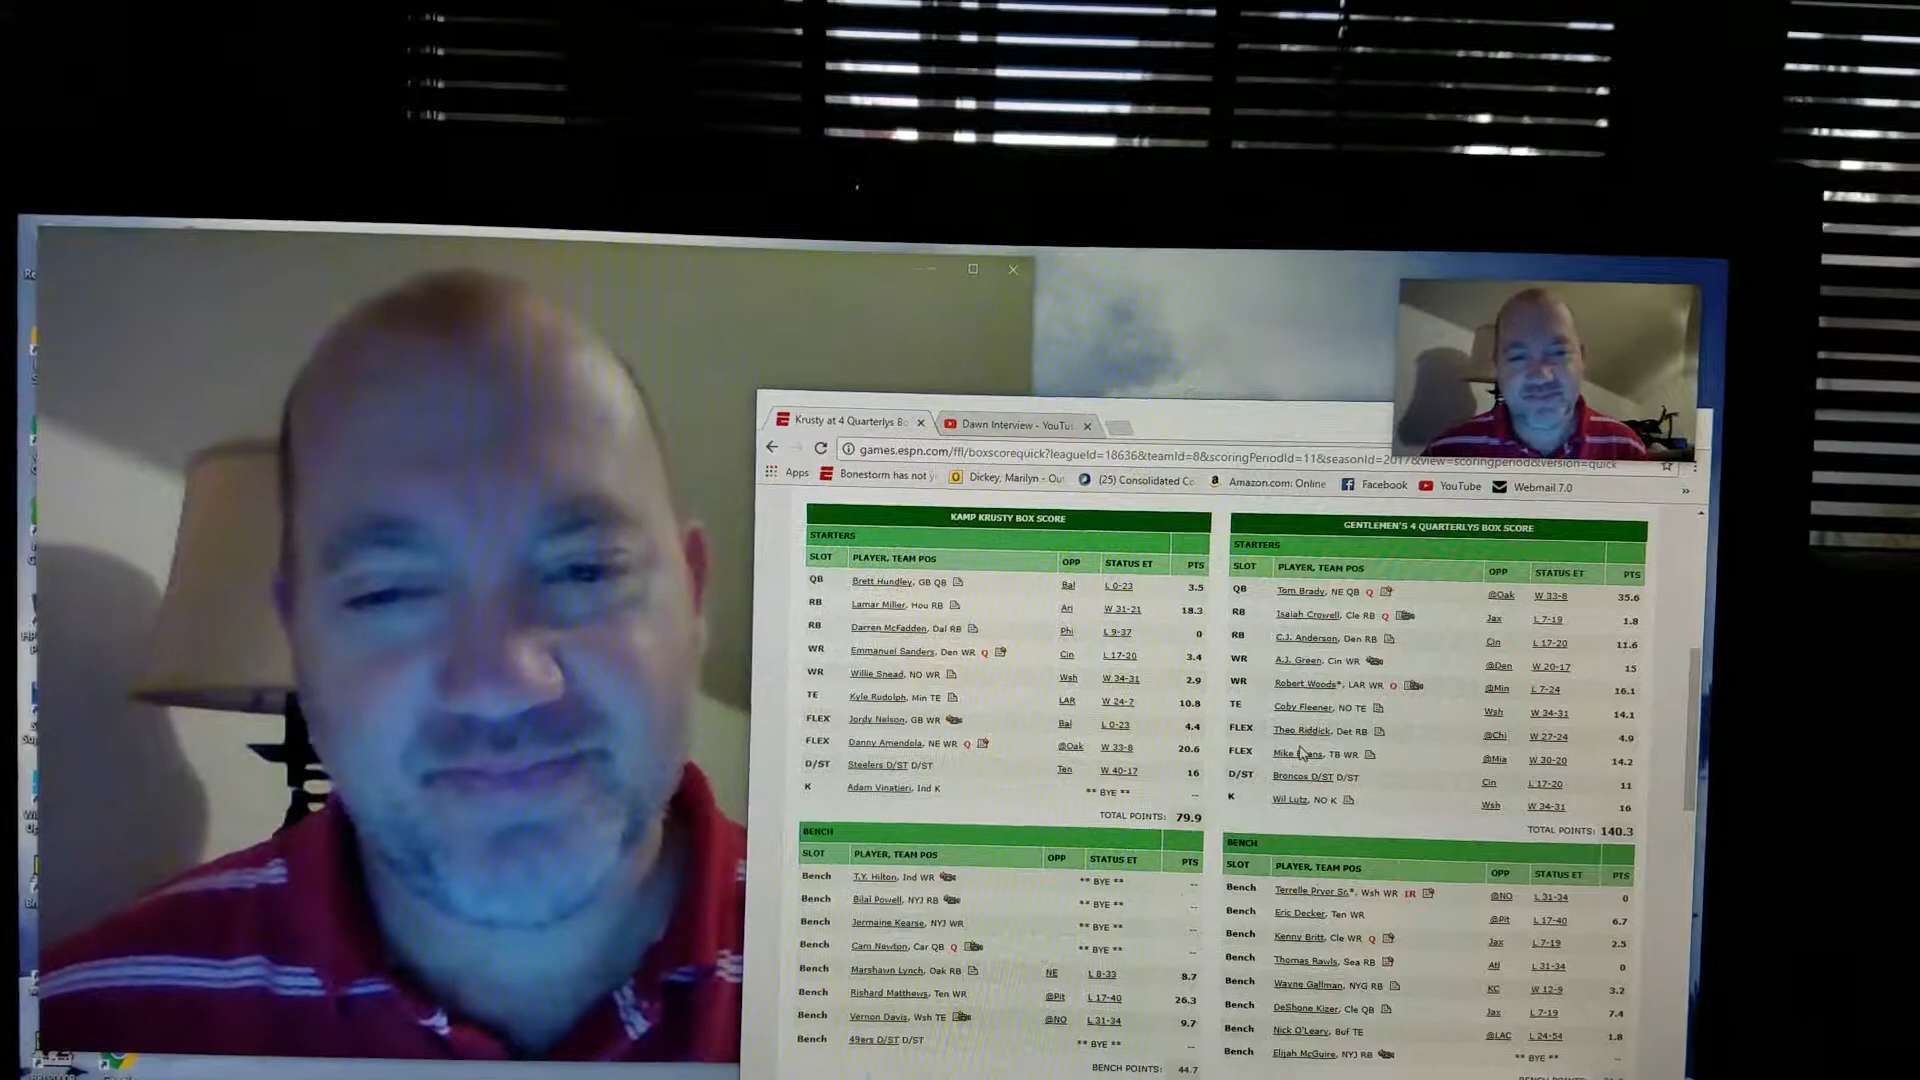 Krusty at 4 Quarterlys Bo
Dawn Interview - YouTu
games.espn.com/ffl/boxscorequick?leagueId=18636&teamId=8&scoringPeriodId=11&seasonId=2017&view=scoringperiod&version=quick
Apps Bonestorm has not y Dickey, Marilyn - Ou (25) Consolidated Co Amazon.com: Online Facebook YouTube Webmail 7.0 »
KAMP KRUSTY BOX SCORE
STARTERS
SLOT PLAYER, TEAM POS OPP STATUS ET PTS
QB Brett Hundley, GB QB Bal L 0-23 3.5
RB Lamar Miller, Hou RB Ari W 31-21 18.3
RB Darren McFadden, Dal RB Phi L 9-37 0
WR Emmanuel Sanders, Den WR Q Cin L 17-20 3.4
WR Willie Snead, NO WR Wsh W 34-31 2.9
TE Kyle Rudolph, Min TE LAR W 24-7 10.8
FLEX Jordy Nelson, GB WR Bal L 0-23 4.4
FLEX Danny Amendola, NE WR Q @Oak W 33-8 20.6
D/ST Steelers D/ST D/ST Ten W 40-17 16
K Adam Vinatieri, Ind K ** BYE ** --
TOTAL POINTS: 79.9
BENCH
SLOT PLAYER, TEAM POS OPP STATUS ET PTS
Bench T.Y. Hilton, Ind WR ** BYE ** --
Bench Bilal Powell, NYJ RB ** BYE ** --
Bench Jermaine Kearse, NYJ WR ** BYE ** --
Bench Cam Newton, Car QB Q ** BYE ** --
Bench Marshawn Lynch, Oak RB NE L 8-33 8.7
Bench Rishard Matthews, Ten WR @Pit L 17-40 26.3
Bench Vernon Davis, Wsh TE @NO L 31-34 9.7
Bench 49ers D/ST D/ST ** BYE ** --
BENCH POINTS: 44.7
GENTLEMEN'S 4 QUARTERLYS BOX SCORE
STARTERS
SLOT PLAYER, TEAM POS OPP STATUS ET PTS
QB Tom Brady, NE QB Q @Oak W 33-8 35.6
RB Isaiah Crowell, Cle RB Q Jax L 7-19 1.8
RB C.J. Anderson, Den RB Cin L 17-20 11.6
WR A.J. Green, Cin WR @Den W 20-17 15
WR Robert Woods*, LAR WR O @Min L 7-24 16.1
TE Coby Fleener, NO TE Wsh W 34-31 14.1
FLEX Theo Riddick, Det RB @Chi W 27-24 4.9
FLEX Mike Evans, TB WR @Mia W 30-20 14.2
D/ST Broncos D/ST D/ST Cin L 17-20 11
K Wil Lutz, NO K Wsh W 34-31 16
TOTAL POINTS: 140.3
BENCH
SLOT PLAYER, TEAM POS OPP STATUS ET PTS
Bench Terrelle Pryor Sr.*, Wsh WR IR @NO L 31-34 0
Bench Eric Decker, Ten WR @Pit L 17-40 6.7
Bench Kenny Britt, Cle WR Q Jax L 7-19 2.5
Bench Thomas Rawls, Sea RB Atl L 31-34 0
Bench Wayne Gallman, NYG RB KC W 12-9 3.2
Bench DeShone Kizer, Cle QB Jax L 7-19 7.4
Bench Nick O'Leary, Buf TE @LAC L 24-54 1.8
Bench Elijah McGuire, NYJ RB ** BYE ** --